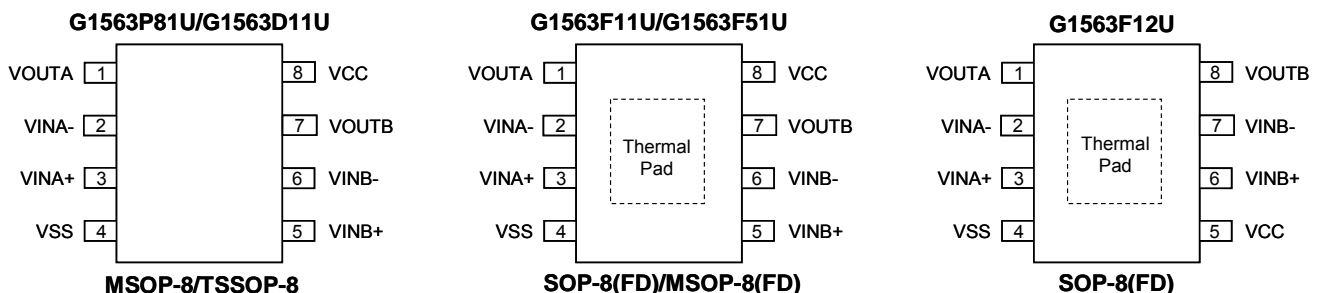 G1563P81U/G1563D11U
VOUTA 1 8 VCC
VINA- 2 7 VOUTB
VINA+ 3 6 VINB-
VSS 4 5 VINB+
MSOP-8/TSSOP-8
G1563F11U/G1563F51U
VOUTA 1 8 VCC
VINA- 2 7 VOUTB
Thermal
Pad
VINA+ 3 6 VINB-
VSS 4 5 VINB+
SOP-8(FD)/MSOP-8(FD)
G1563F12U
VOUTA 1 8 VOUTB
VINA- 2 7 VINB-
Thermal
Pad
VINA+ 3 6 VINB+
VSS 4 5 VCC
SOP-8(FD)